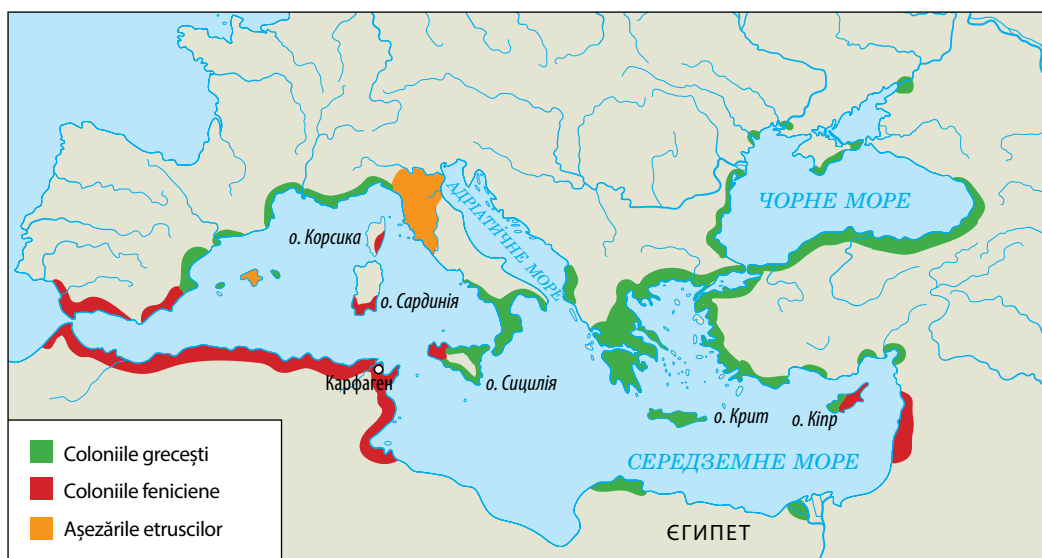 ЧОРНЕ МОРЕ
АДРІАТИЧНЕ МОРЕ
о. Корсика
о. Сардинія
Карфаген
о. Сицилія
о. Крит
о. Кіпр
СЕРЕДЗЕМНЕ МОРЕ
ЄГИПЕТ
Coloniile grecești
Coloniile feniciene
Așezările etruscilor